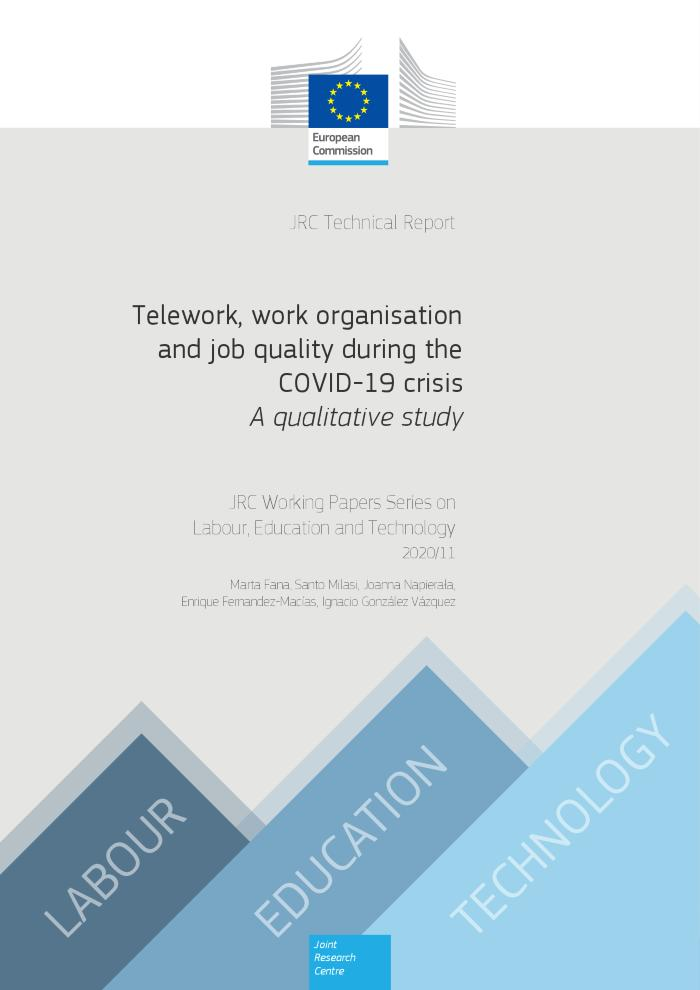 European
Commission
JRC Technical Report
Telework, work organisation
and job quality during the
COVID-19 crisis
A qualitative study
JRC Working Papers Series on
Labour, Education and Technology
2020/11
Marta Fana, Santo Milasi, Joanna Napierała,
Enrique Fernandez-Macías, Ignacio González Vázquez
LABOUR
EDUCATION
TECHNOLOGY
Joint
Research
Centre